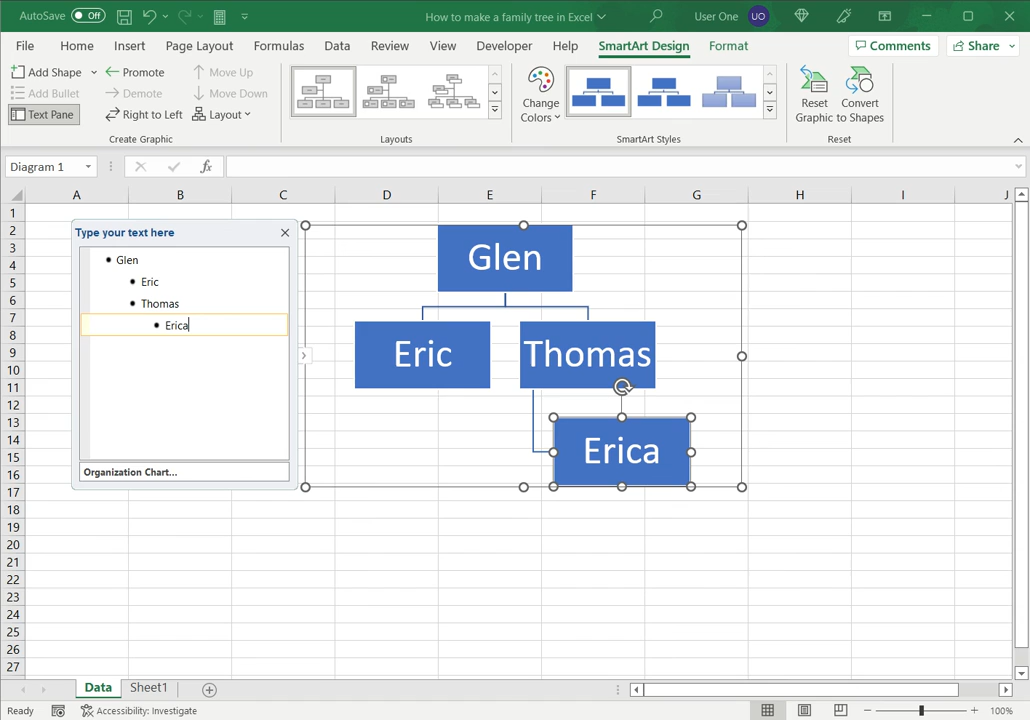 AutoSave Off How to make a family tree in Excel User One UO
File Home Insert Page Layout Formulas Data Review View Developer Help SmartArt Design Format Comments Share
Add Shape Promote Move Up
Add Bullet Demote Move Down
Text Pane Right to Left Layout
Create Graphic
Layouts
Change
Colors
SmartArt Styles
Reset
Graphic
Convert
to Shapes
Reset
Diagram 1 fx
A B C D E F G H I J
1
2
3
4
5
6
7
8
9
10
11
12
13
14
15
16
17
18
19
20
21
22
23
24
25
26
27
Type your text here
Glen
Eric
Thomas
Erica
Organization Chart...
Glen
Eric Thomas
Erica
Data Sheet1
Ready Accessibility: Investigate 100%